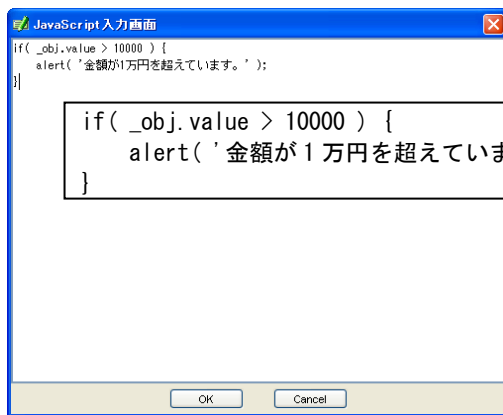 JavaScript入力画面
if( _obj.value > 10000 ) {
alert( '金額が1万円を超えています。' );
}
if( _obj.value > 10000 ) {
alert( '金額が１万円を超えていま
}
OK
Cancel